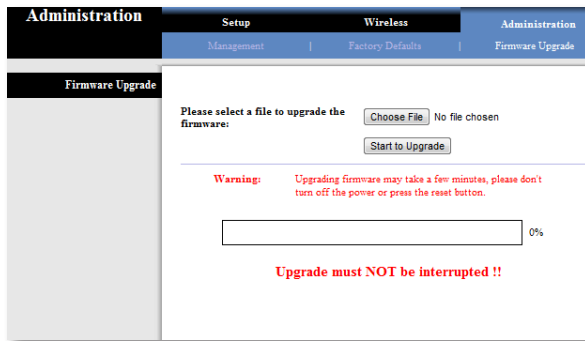 Administration
Setup Wireless Administration
Management | Factory Defaults | Firmware Upgrade
Firmware Upgrade
Please select a file to upgrade the
firmware:
Choose File No file chosen
Start to Upgrade
Warning: Upgrading firmware may take a few minutes, please don't
turn off the power or press the reset button.
0%
Upgrade must NOT be interrupted !!